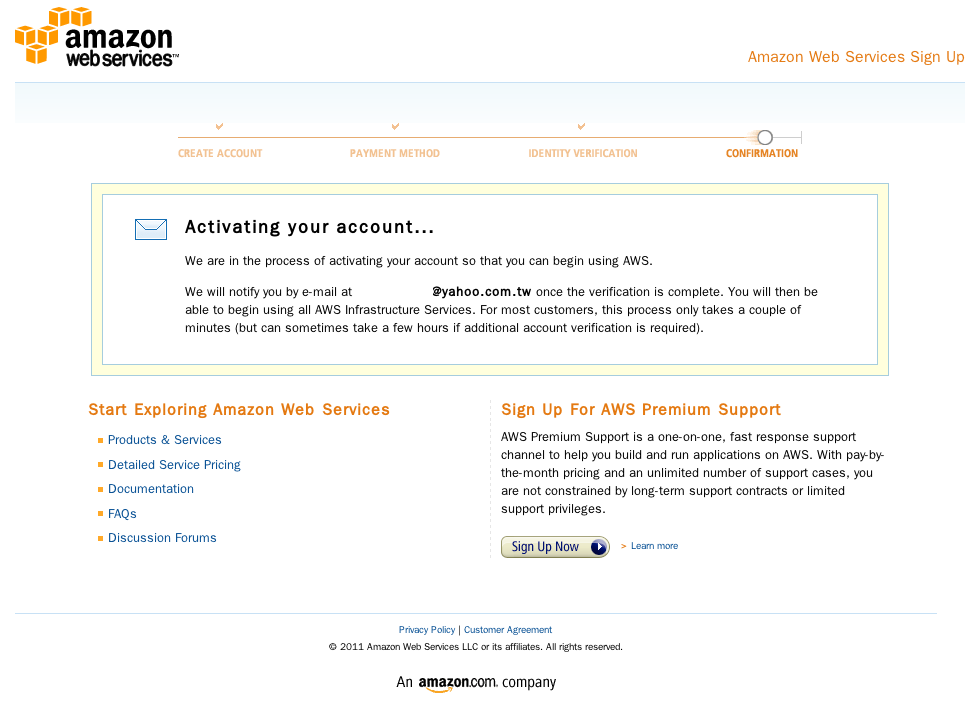 amazon
webservices™
Amazon Web Services Sign Up
CREATE ACCOUNT
PAYMENT METHOD
IDENTITY VERIFICATION
CONFIRMATION
Activating your account...
We are in the process of activating your account so that you can begin using AWS.
We will notify you by e-mail at @yahoo.com.tw once the verification is complete. You will then be
able to begin using all AWS Infrastructure Services. For most customers, this process only takes a couple of
minutes (but can sometimes take a few hours if additional account verification is required).
Start Exploring Amazon Web Services
Products & Services
Detailed Service Pricing
Documentation
FAQs
Discussion Forums
Sign Up For AWS Premium Support
AWS Premium Support is a one-on-one, fast response support
channel to help you build and run applications on AWS. With pay-by-
the-month pricing and an unlimited number of support cases, you
are not constrained by long-term support contracts or limited
support privileges.
Sign Up Now
> Learn more
Privacy Policy | Customer Agreement
© 2011 Amazon Web Services LLC or its affiliates. All rights reserved.
An amazon.com company